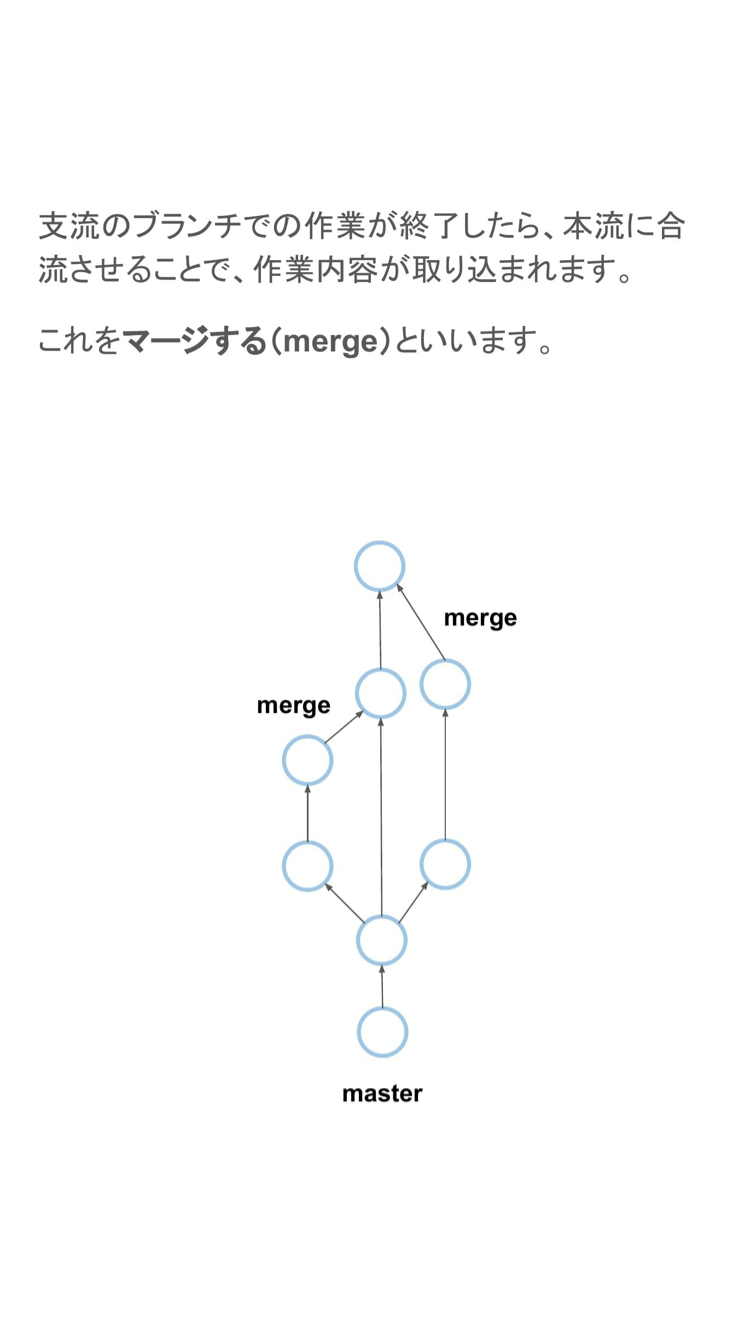 支流のブランチでの作業が終了したら、本流に合
流させることで、作業内容が取り込まれます。
これをマージする（merge）といいます。
merge
merge
master